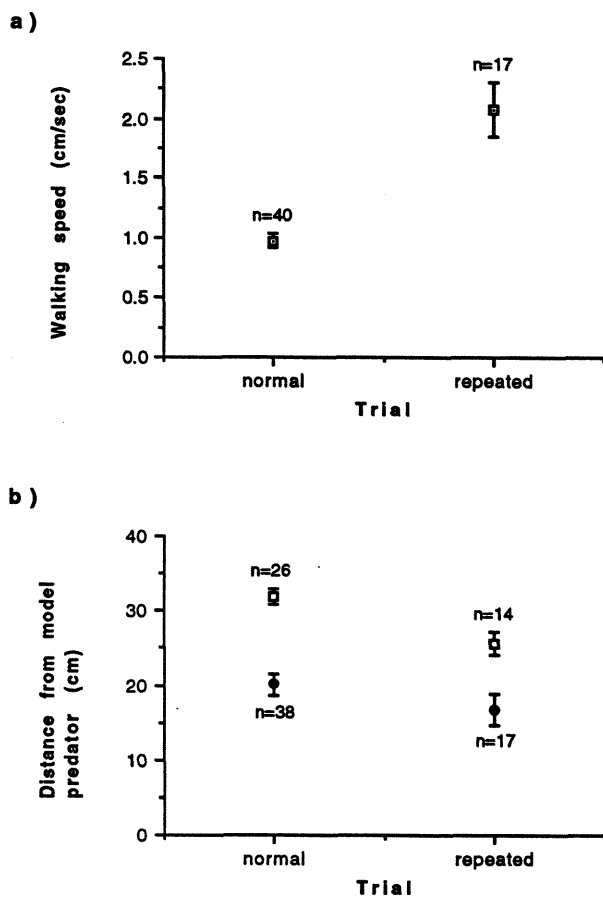 a)
Walking speed (cm/sec)
2.5
2.0
1.5
1.0
0.5
0.0
n=40
n=17
normal
repeated
Trial
b)
Distance from model
predator (cm)
40
30
20
10
0
n=26
n=38
n=14
n=17
normal
repeated
Trial